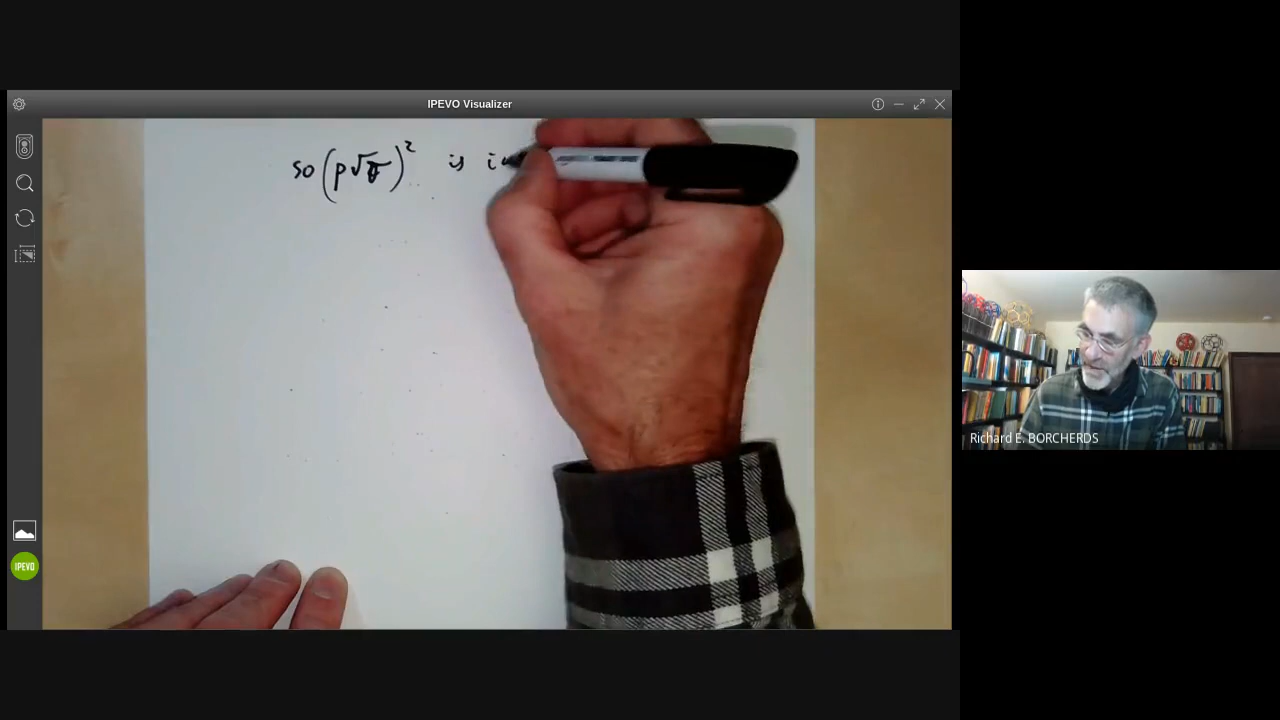 IPEVO Visualizer
so (p√π)² is i
IPEVO
Richard E. BORCHERDS